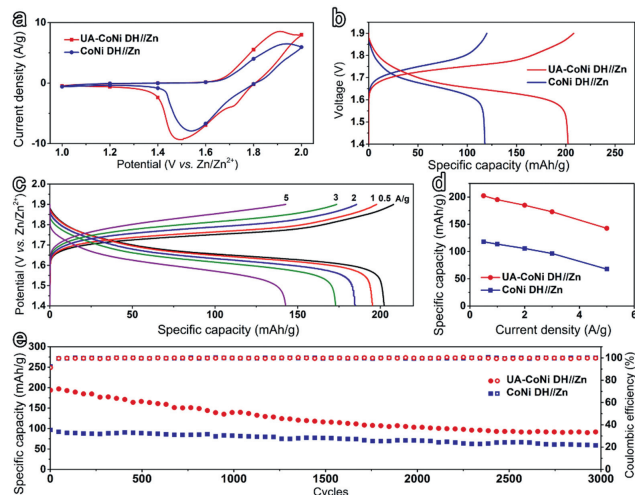 a
10
5
0
-10
Current density (A/g)
UA-CoNi DH//Zn
CoNi DH//Zn
1.0 1.2 1.4 1.6 1.8 2.0
Potential (V vs. Zn/Zn²⁺)
b
1.9
1.8
1.7
1.6
1.5
1.4
Voltage (V)
UA-CoNi DH//Zn
CoNi DH//Zn
0 50 100 150 200 250
Specific capacity (mAh/g)
c
1.9
1.8
1.7
1.6
1.5
1.4
Potential (V vs. Zn/Zn²⁺)
5 3 2 1 0.5 A/g
0 50 100 150 200
Specific capacity (mAh/g)
d
200
150
100
50
0
Specific capacity (mAh/g)
UA-CoNi DH//Zn
CoNi DH//Zn
0 2 4 6
Current density (A/g)
e
300
250
200
150
100
50
0
Specific capacity (mAh/g)
UA-CoNi DH//Zn
CoNi DH//Zn
100
80
60
40
20
0
Coulombic efficiency (%)
0 500 1000 1500 2000 2500 3000
Cycles